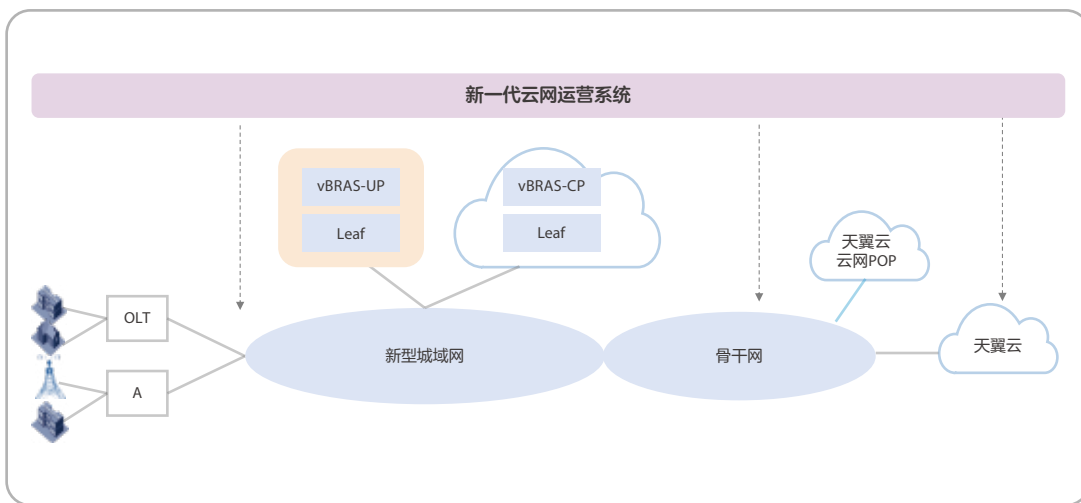 新一代云网运营系统
vBRAS-UP
Leaf
vBRAS-CP
Leaf
天翼云
云网POP
OLT
A
新型城域网
骨干网
天翼云